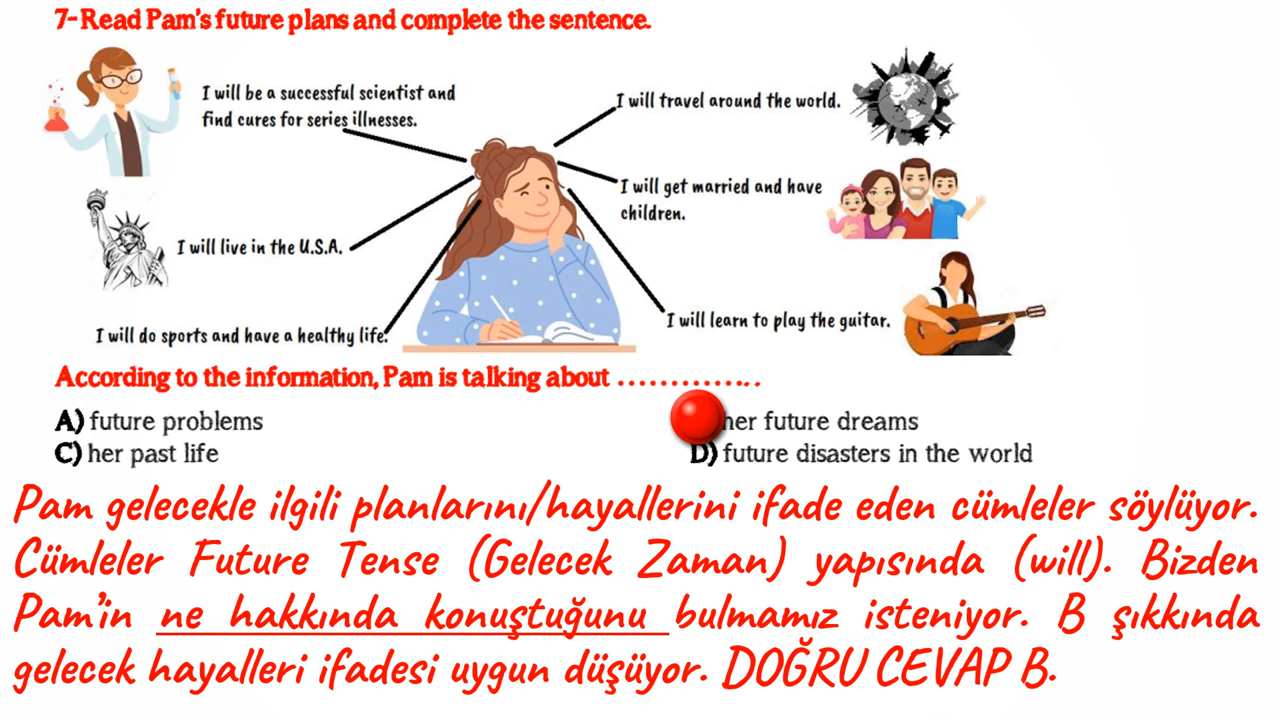 7- Read Pam's future plans and complete the sentence.
I will be a successful scientist and
find cures for series illnesses.
I will travel around the world.
I will get married and have
children.
I will live in the U.S.A.
I will learn to play the guitar.
I will do sports and have a healthy life.
According to the information, Pam is talking about ..............
A) future problems
her future dreams
C) her past life
D) future disasters in the world
Pam gelecekle ilgili planlarını/hayallerini ifade eden cümleler söylüyor.
Cümleler Future Tense (Gelecek Zaman) yapısında (will). Bizden
Pam'in ne hakkında konuştuğunu bulmamız isteniyor. B şıkkında
gelecek hayalleri ifadesi uygun düşüyor. DOĞRU CEVAP B.